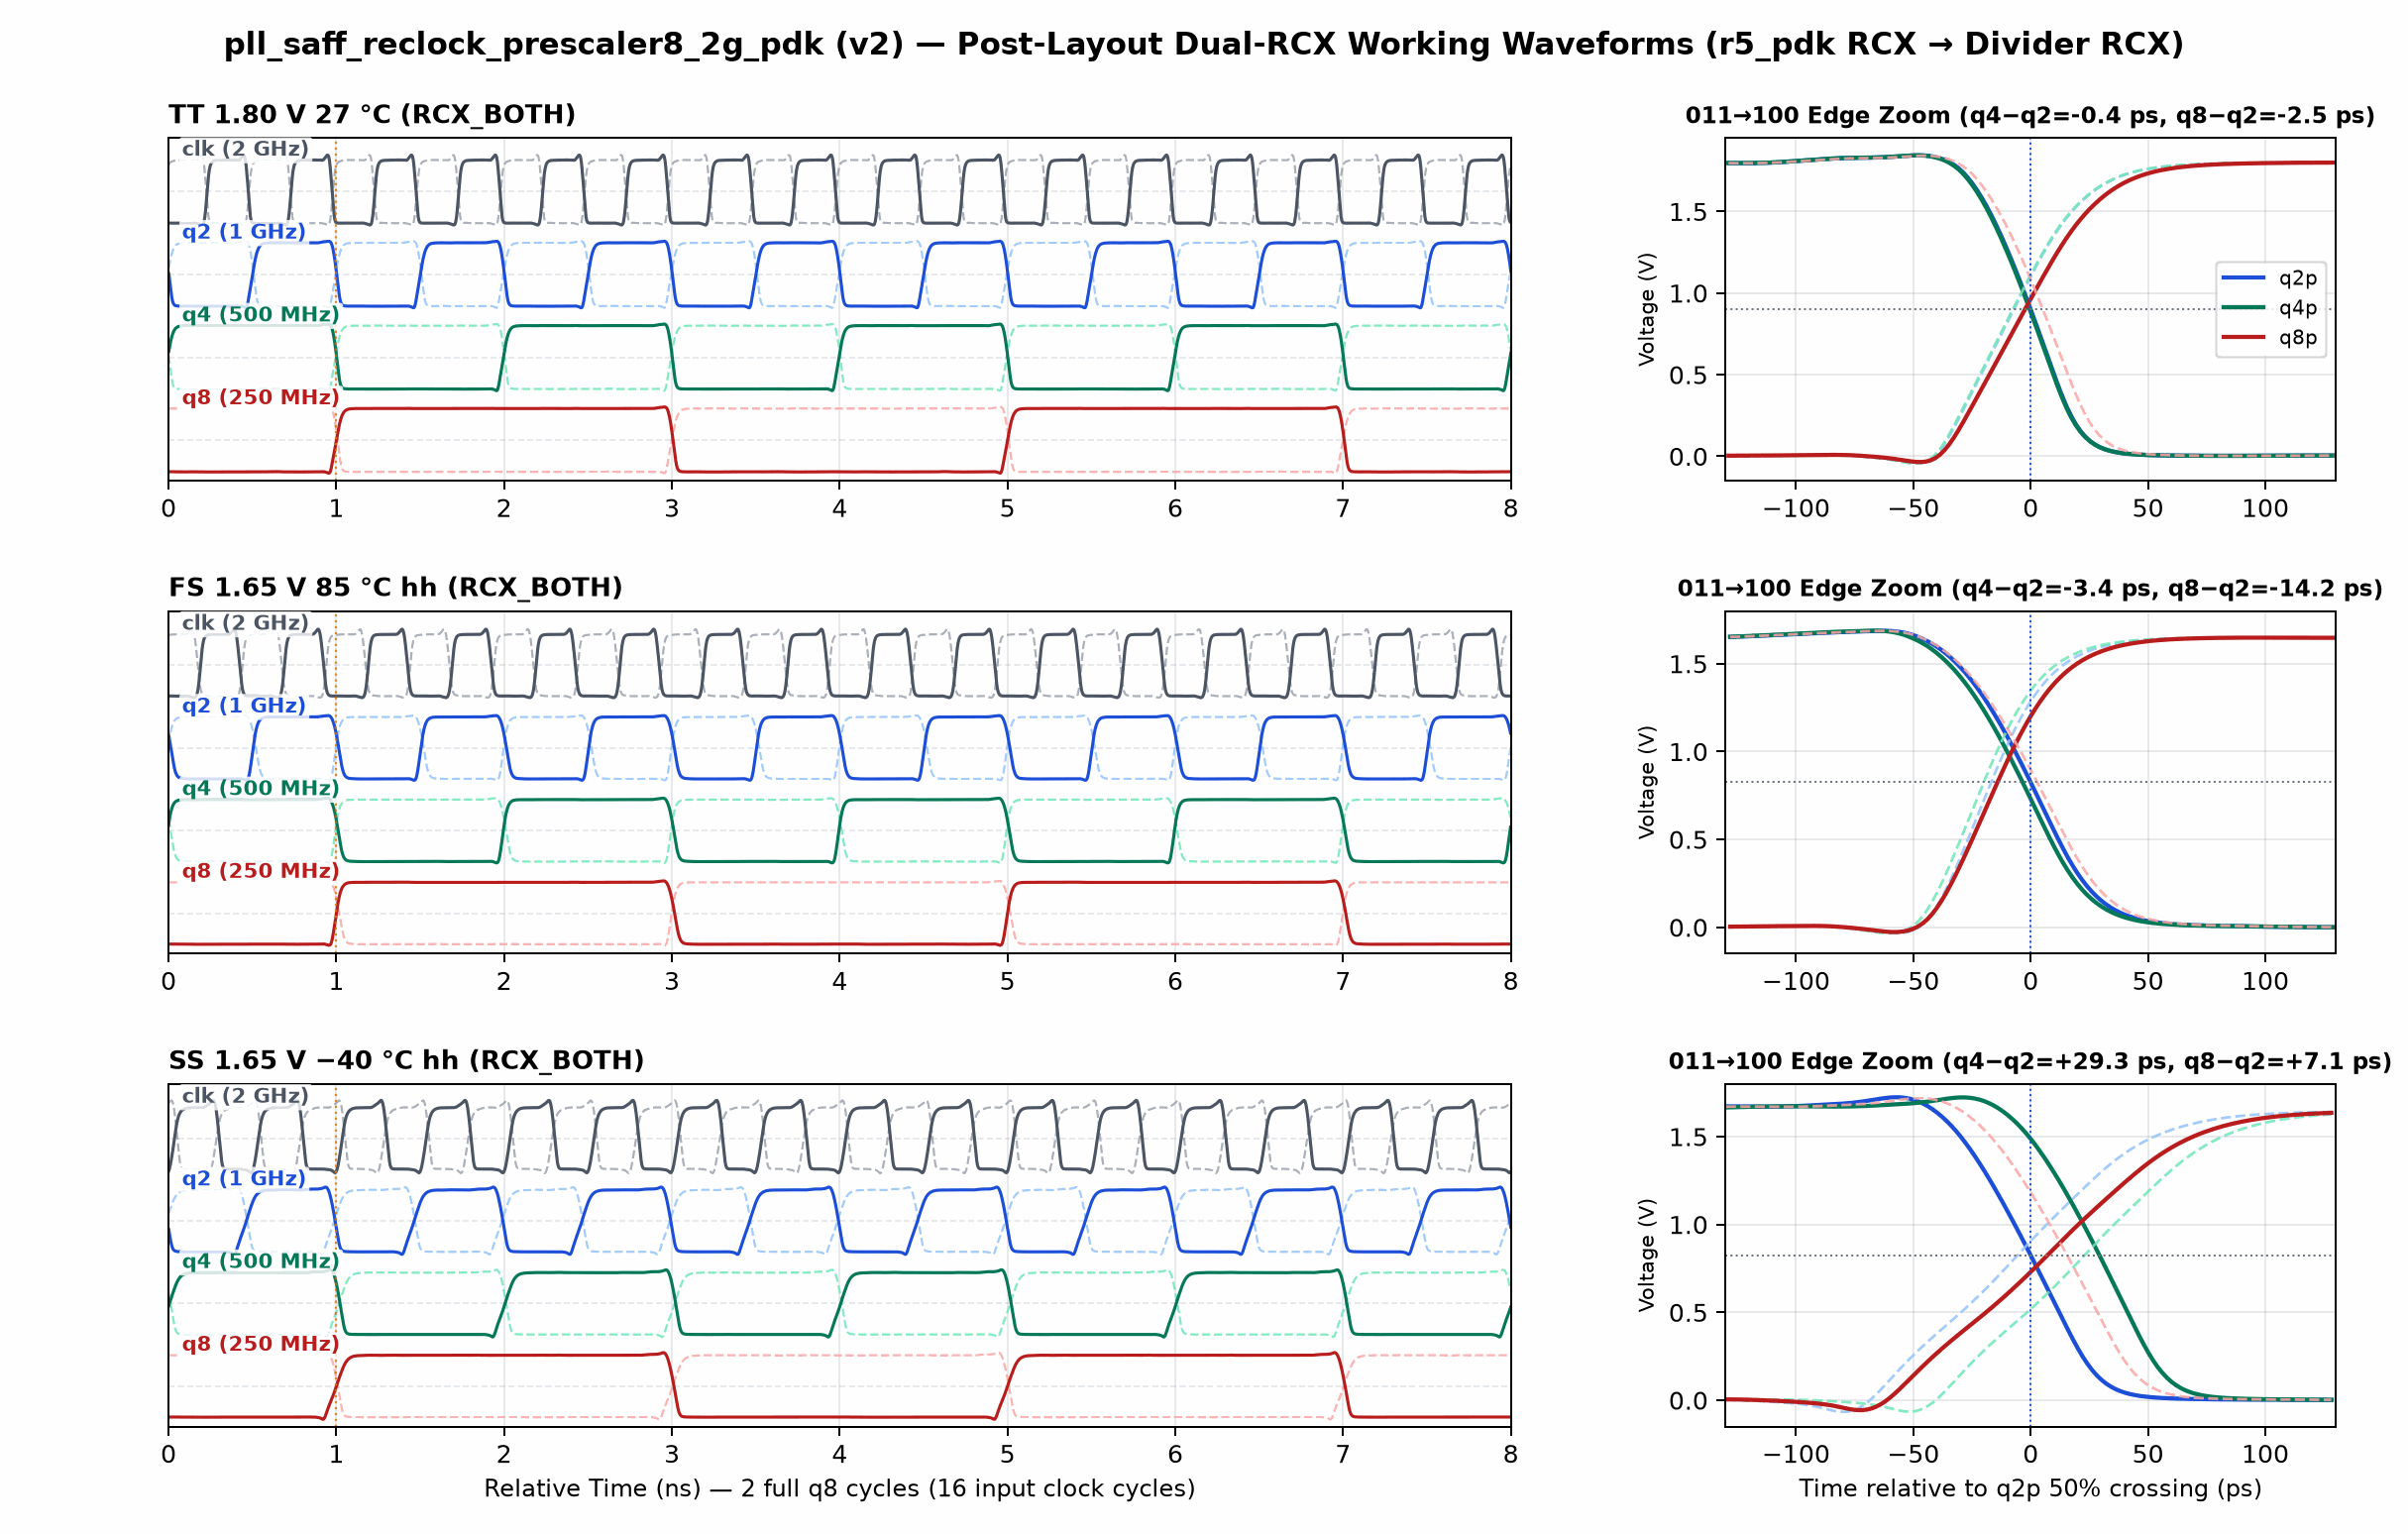 pll_saff_reclock_prescaler8_2g_pdk (v2) — Post-Layout Dual-RCX Working Waveforms (r5_pdk RCX → Divider RCX)
TT 1.80 V 27 °C (RCX_BOTH)
clk (2 GHz)
q2 (1 GHz)
q4 (500 MHz)
q8 (250 MHz)
0 1 2 3 4 5 6 7 8
011→100 Edge Zoom (q4−q2=-0.4 ps, q8−q2=-2.5 ps)
Voltage (V)
1.5
1.0
0.5
0.0
q2p
q4p
q8p
−100 −50 0 50 100
FS 1.65 V 85 °C hh (RCX_BOTH)
clk (2 GHz)
q2 (1 GHz)
q4 (500 MHz)
q8 (250 MHz)
0 1 2 3 4 5 6 7 8
011→100 Edge Zoom (q4−q2=-3.4 ps, q8−q2=-14.2 ps)
Voltage (V)
1.5
1.0
0.5
0.0
−100 −50 0 50 100
SS 1.65 V −40 °C hh (RCX_BOTH)
clk (2 GHz)
q2 (1 GHz)
q4 (500 MHz)
q8 (250 MHz)
0 1 2 3 4 5 6 7 8
Relative Time (ns) — 2 full q8 cycles (16 input clock cycles)
011→100 Edge Zoom (q4−q2=+29.3 ps, q8−q2=+7.1 ps)
Voltage (V)
1.5
1.0
0.5
0.0
−100 −50 0 50 100
Time relative to q2p 50% crossing (ps)